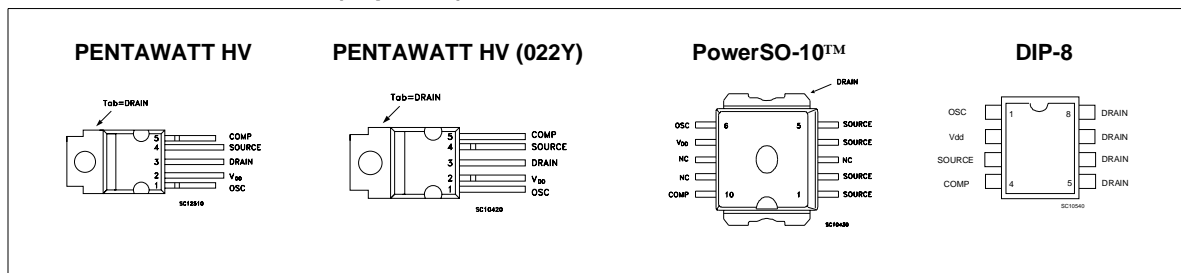 PENTAWATT HV
Tab=DRAIN
5 COMP
4 SOURCE
3 DRAIN
2 VDD
1 OSC
SC12810
PENTAWATT HV (022Y)
Tab=DRAIN
5 COMP
4 SOURCE
3 DRAIN
2 VDD
1 OSC
SC10420
PowerSO-10™
DRAIN
OSC 6 5 SOURCE
VDD SOURCE
NC NC
NC SOURCE
COMP 10 1 SOURCE
SC10430
DIP-8
OSC 1 8 DRAIN
Vdd DRAIN
SOURCE DRAIN
COMP 4 5 DRAIN
SC10540